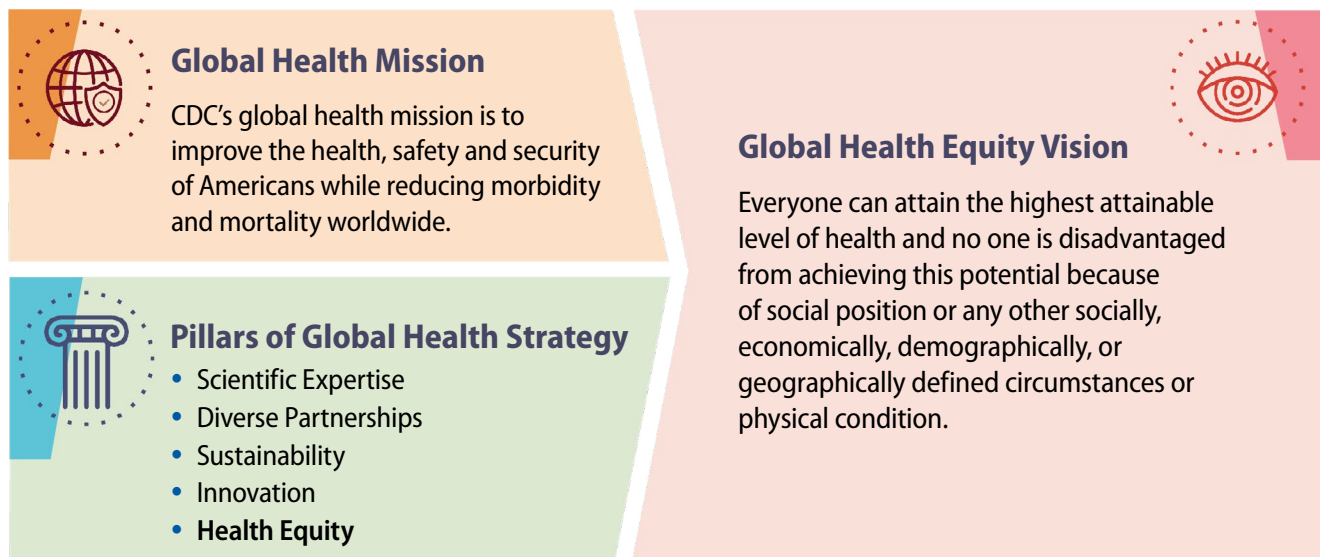 Global Health Mission
CDC’s global health mission is to
improve the health, safety and security
of Americans while reducing morbidity
and mortality worldwide.
Pillars of Global Health Strategy
• Scientific Expertise
• Diverse Partnerships
• Sustainability
• Innovation
• Health Equity
Global Health Equity Vision
Everyone can attain the highest attainable
level of health and no one is disadvantaged
from achieving this potential because
of social position or any other socially,
economically, demographically, or
geographically defined circumstances or
physical condition.